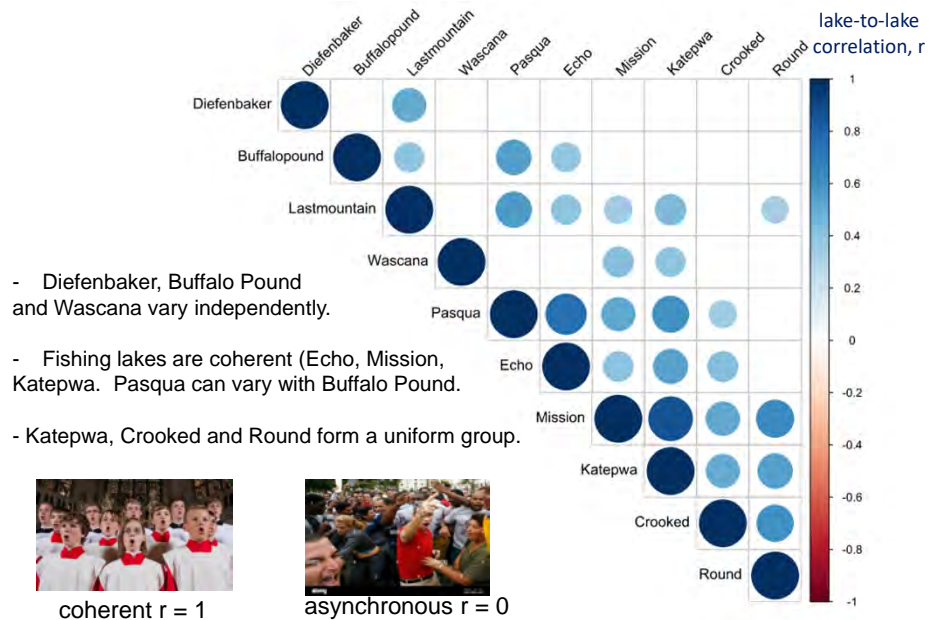 lake-to-lake
correlation, r
Diefenbaker
Buffalopound
Lastmountain
Wascana
Pasqua
Echo
Mission
Katepwa
Crooked
Round
Diefenbaker
Buffalopound
Lastmountain
Wascana
Pasqua
Echo
Mission
Katepwa
Crooked
Round
1
0.8
0.6
0.4
0.2
0
-0.2
-0.4
-0.6
-0.8
-1
- Diefenbaker, Buffalo Pound
and Wascana vary independently.
- Fishing lakes are coherent (Echo, Mission,
Katepwa. Pasqua can vary with Buffalo Pound.
- Katepwa, Crooked and Round form a uniform group.
coherent r = 1
asynchronous r = 0